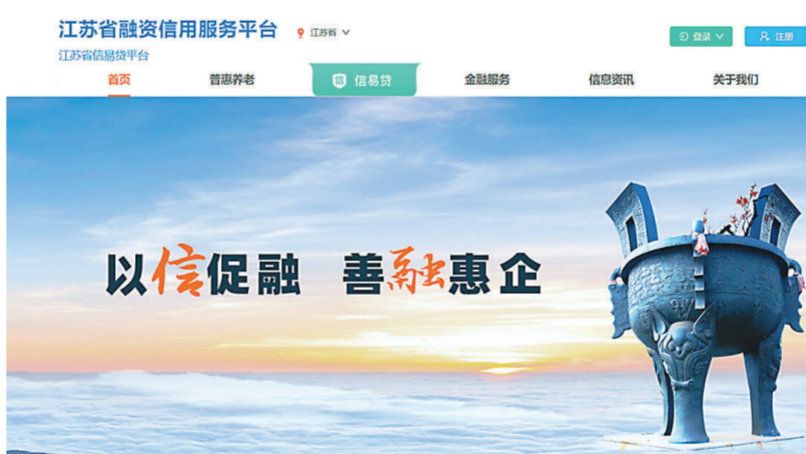 江苏省融资信用服务平台
江苏省
登录
注册
江苏省信易贷平台
首页 普惠养老 信易贷 金融服务 信息资讯 关于我们
以信促融 善融惠企